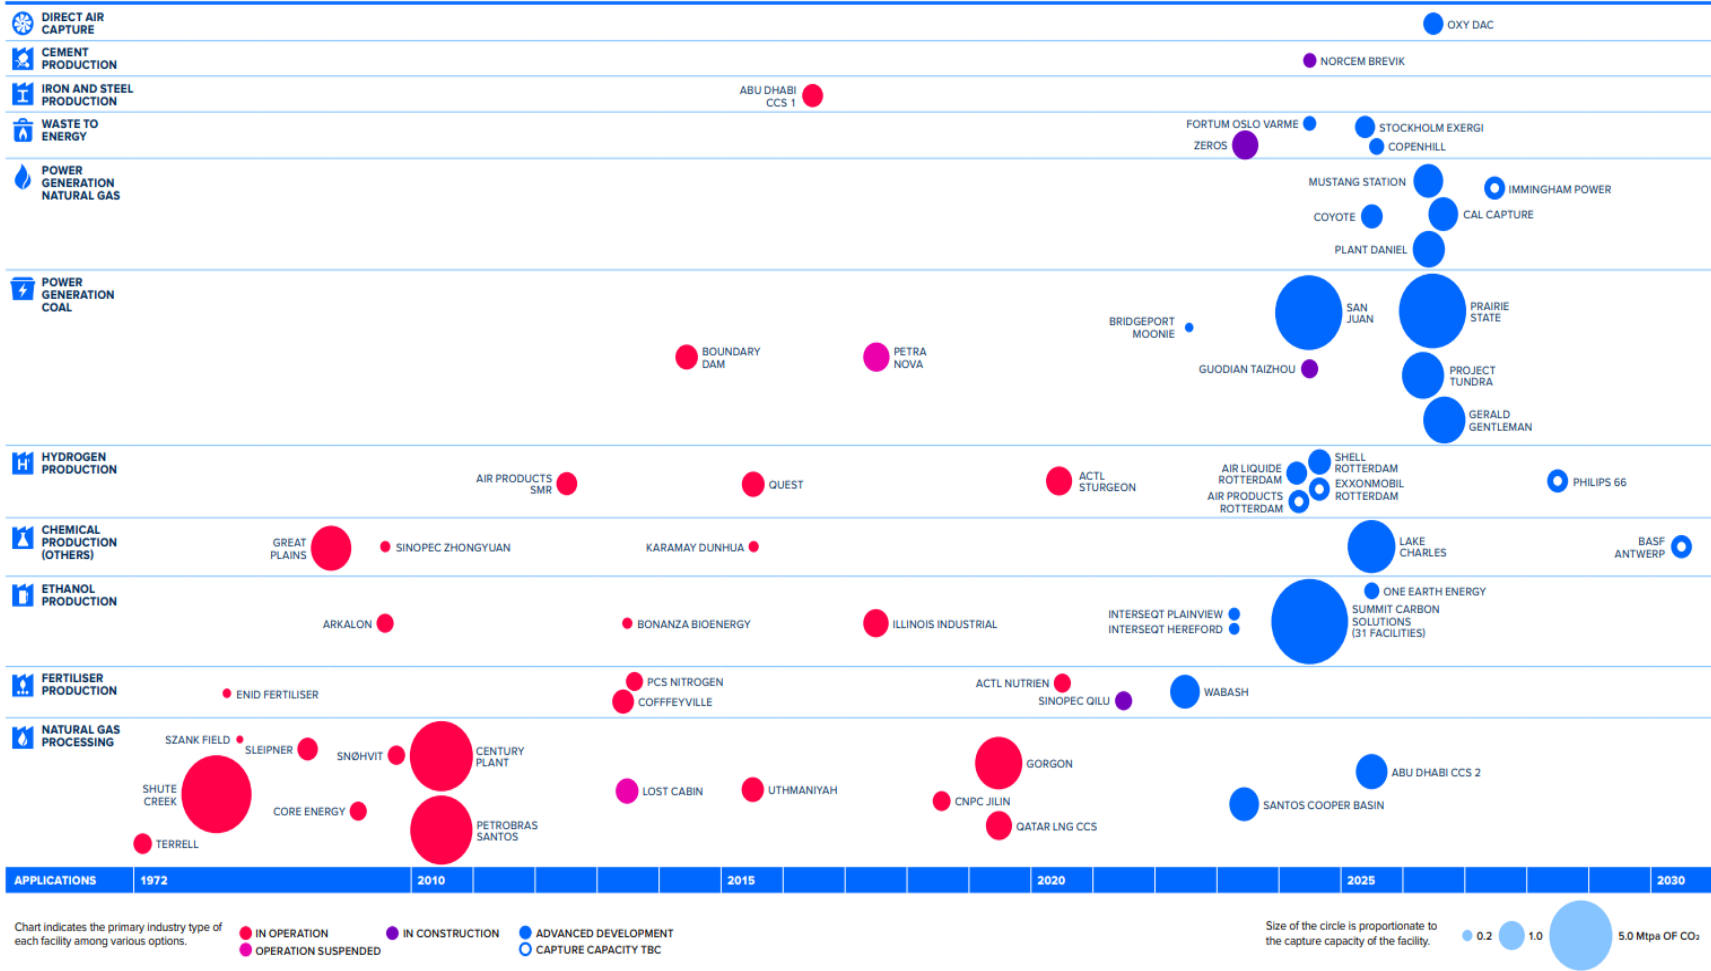 DIRECT AIR
CAPTURE
OXY DAC
CEMENT
PRODUCTION
NORCEM BREVIK
IRON AND STEEL
PRODUCTION
ABU DHABI
CCS 1
WASTE TO
ENERGY
FORTUM OSLO VARME
STOCKHOLM EXERGI
ZEROS
COPENHILL
POWER
GENERATION
NATURAL GAS
MUSTANG STATION
IMMINGHAM POWER
COYOTE
CAL CAPTURE
PLANT DANIEL
POWER
GENERATION
COAL
BRIDGEPORT
MOONIE
SAN
JUAN
PRAIRIE
STATE
BOUNDARY
DAM
PETRA
NOVA
GUODIAN TAIZHOU
PROJECT
TUNDRA
GERALD
GENTLEMAN
HYDROGEN
PRODUCTION
AIR PRODUCTS
SMR
QUEST
ACTL
STURGEON
AIR LIQUIDE
ROTTERDAM
SHELL
ROTTERDAM
AIR PRODUCTS
ROTTERDAM
EXXONMOBIL
ROTTERDAM
PHILIPS 66
CHEMICAL
PRODUCTION
(OTHERS)
GREAT
PLAINS
SINOPEC ZHONGYUAN
KARAMAY DUNHUA
LAKE
CHARLES
BASF
ANTWERP
ETHANOL
PRODUCTION
ARKALON
BONANZA BIOENERGY
ILLINOIS INDUSTRIAL
INTERSEQT PLAINVIEW
INTERSEQT HEREFORD
ONE EARTH ENERGY
SUMMIT CARBON
SOLUTIONS
(31 FACILITIES)
FERTILISER
PRODUCTION
ENID FERTILISER
PCS NITROGEN
COFFFEYVILLE
ACTL NUTRIEN
SINOPEC QILU
WABASH
NATURAL GAS
PROCESSING
SZANK FIELD
SLEIPNER
SNØHVIT
CENTURY
PLANT
SHUTE
CREEK
CORE ENERGY
PETROBRAS
SANTOS
TERRELL
LOST CABIN
UTHMANIYAH
GORGON
CNPC JILIN
QATAR LNG CCS
ABU DHABI CCS 2
SANTOS COOPER BASIN
APPLICATIONS
1972
2010
2015
2020
2025
2030
Chart indicates the primary industry type of
each facility among various options.
IN OPERATION
IN CONSTRUCTION
ADVANCED DEVELOPMENT
OPERATION SUSPENDED
CAPTURE CAPACITY TBC
Size of the circle is proportionate to
the capture capacity of the facility.
0.2
1.0
5.0 Mtpa OF CO₂